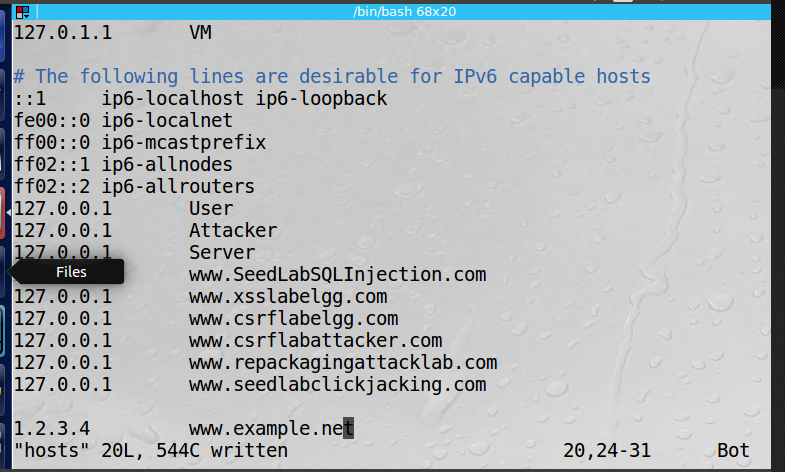 /bin/bash 68x20
127.0.1.1 VM
# The following lines are desirable for IPv6 capable hosts
::1 ip6-localhost ip6-loopback
fe00::0 ip6-localnet
ff00::0 ip6-mcastprefix
ff02::1 ip6-allnodes
ff02::2 ip6-allrouters
127.0.0.1 User
127.0.0.1 Attacker
127.0.0.1 Server
Files
www.SeedLabSQLInjection.com
127.0.0.1 www.xsslabelgg.com
127.0.0.1 www.csrflabelgg.com
127.0.0.1 www.csrflabattacker.com
127.0.0.1 www.repackagingattacklab.com
127.0.0.1 www.seedlabclickjacking.com
1.2.3.4 www.example.net
"hosts" 20L, 544C written 20,24-31 Bot